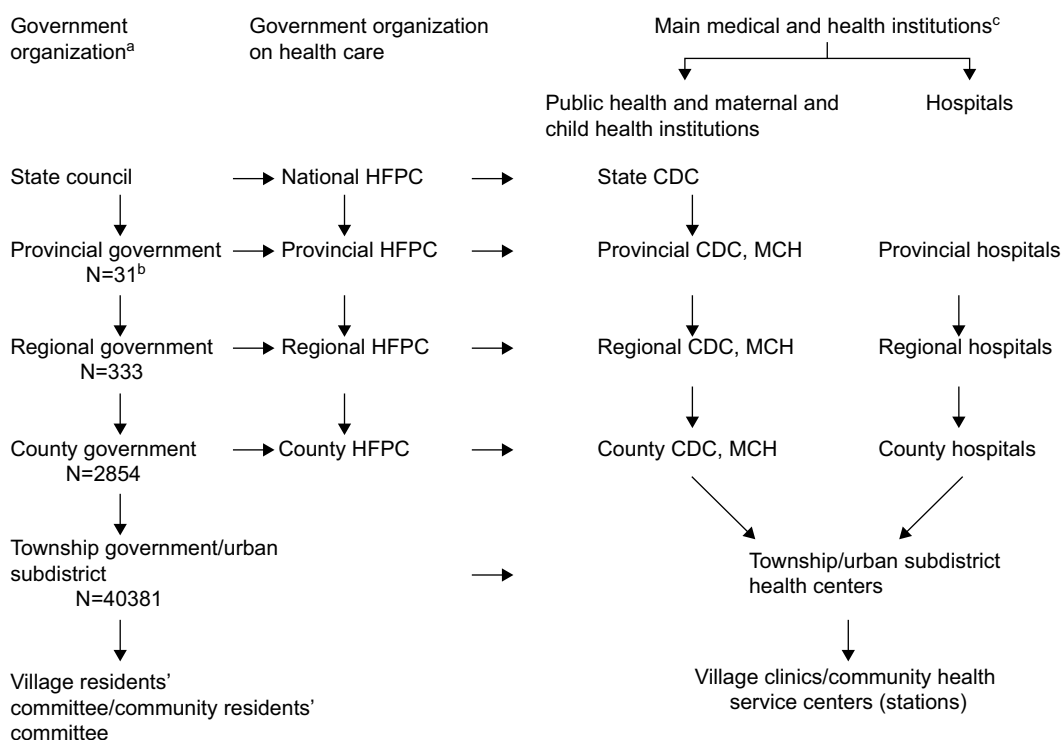 Government
organizationᵃ
Government organization
on health care
Main medical and health institutionsᶜ
Public health and maternal and
child health institutions
Hospitals
State council
National HFPC
State CDC
Provincial government
N=31ᵇ
Provincial HFPC
Provincial CDC, MCH
Provincial hospitals
Regional government
N=333
Regional HFPC
Regional CDC, MCH
Regional hospitals
County government
N=2854
County HFPC
County CDC, MCH
County hospitals
Township government/urban
subdistrict
N=40381
Township/urban subdistrict
health centers
Village residents’
committee/community residents’
committee
Village clinics/community health
service centers (stations)